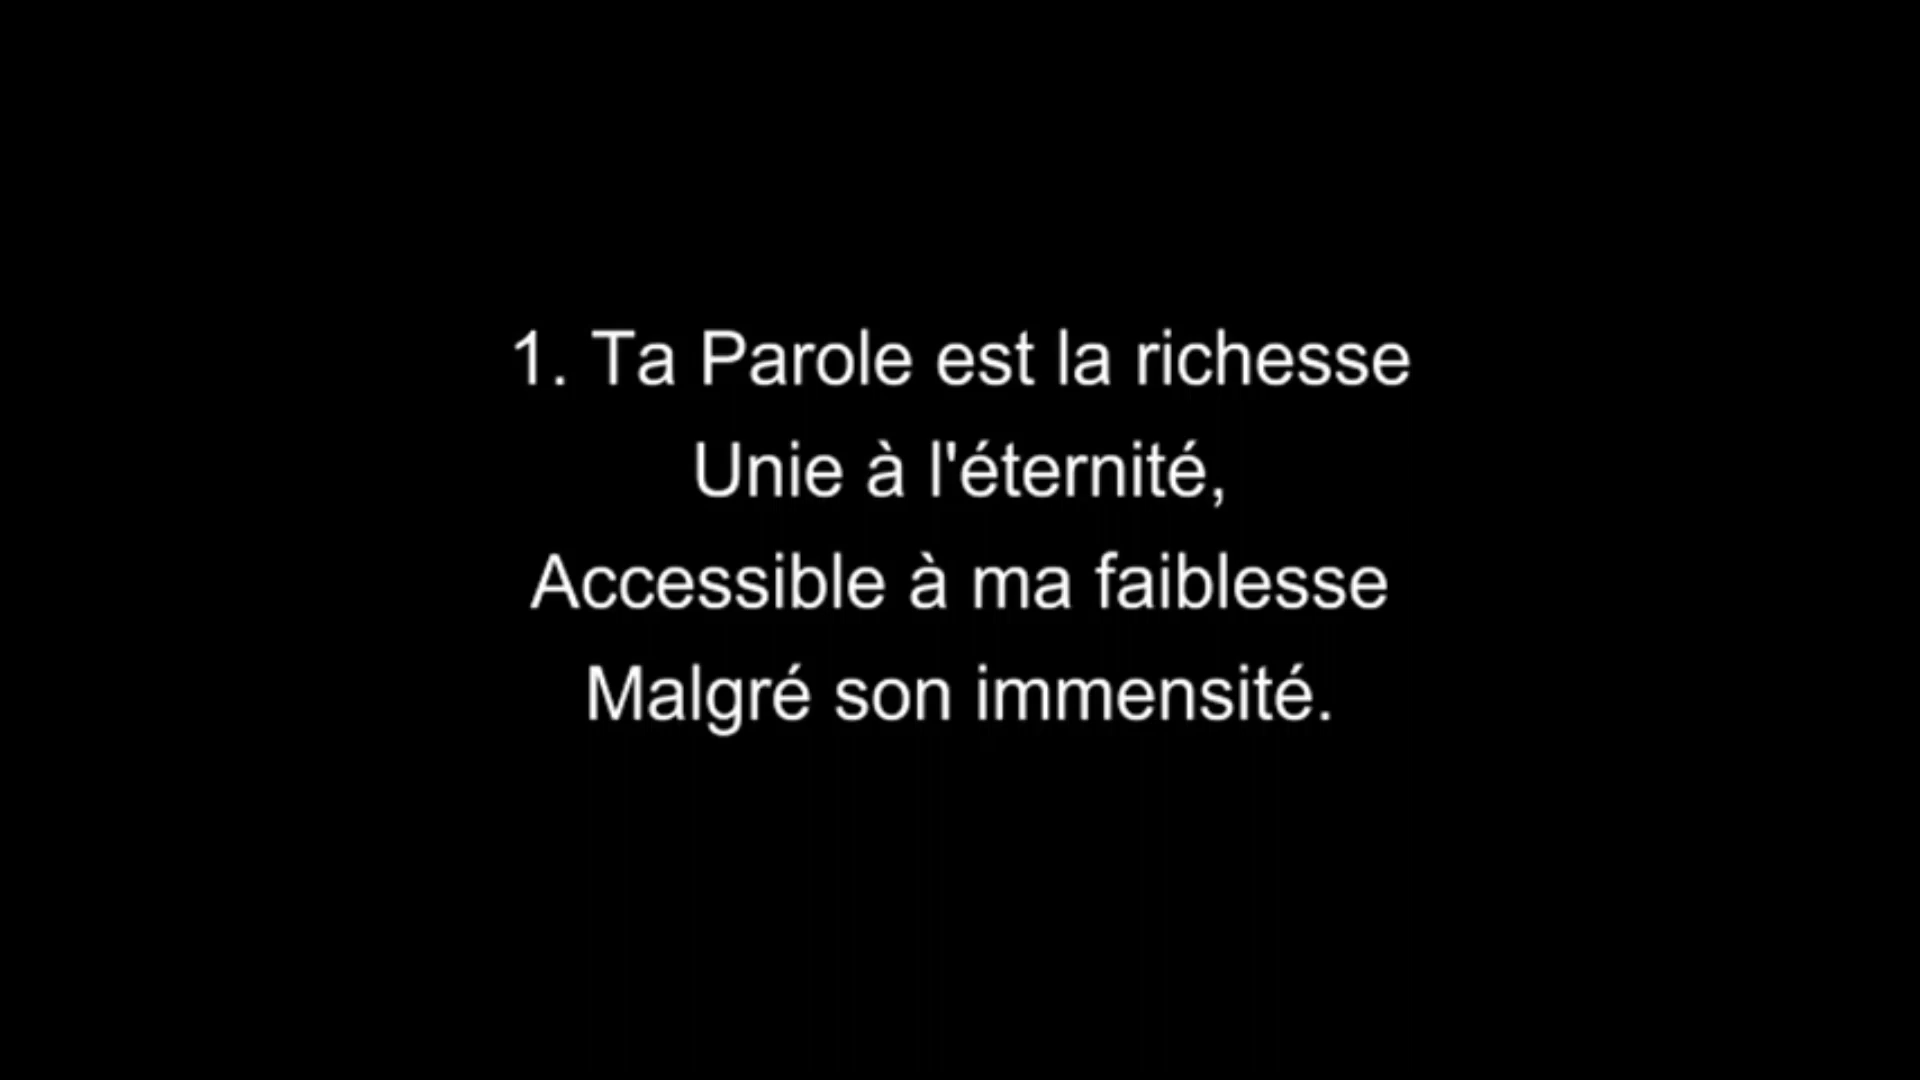 1. Ta Parole est la richesse
Unie à l'éternité,
Accessible à ma faiblesse
Malgré son immensité.